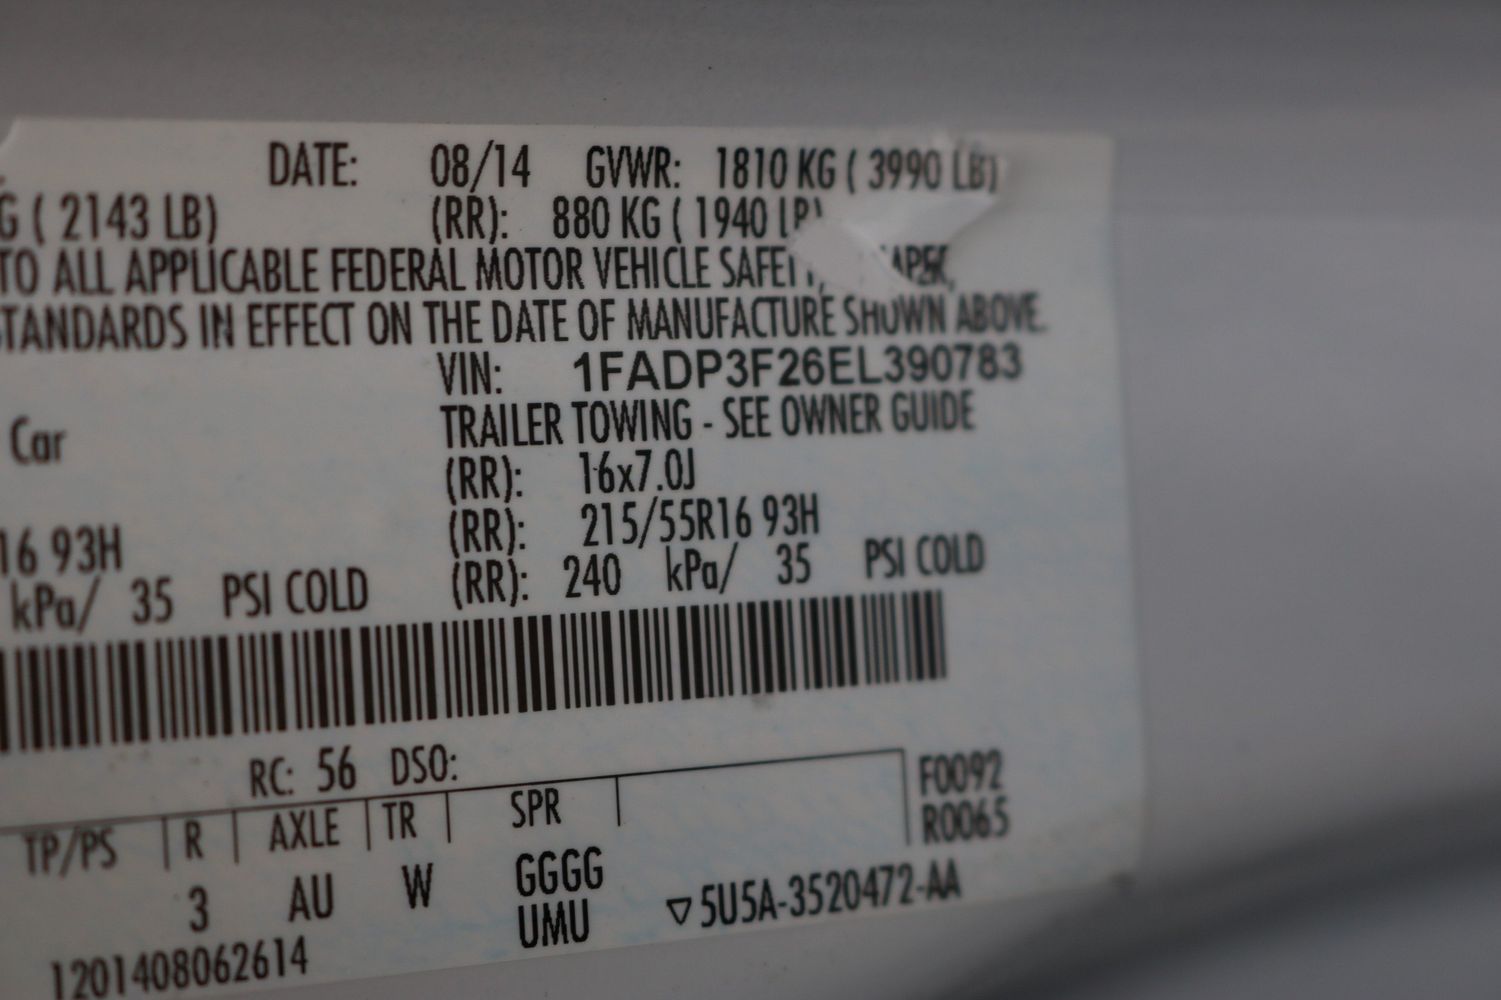 DATE: 08/14 GVWR: 1810 KG ( 3990 LB)
G ( 2143 LB) (RR): 880 KG ( 1940 LB)
TO ALL APPLICABLE FEDERAL MOTOR VEHICLE SAFETY,
STANDARDS IN EFFECT ON THE DATE OF MANUFACTURE SHOWN ABOVE.
VIN: 1FADP3F26EL390783
Car TRAILER TOWING - SEE OWNER GUIDE
(RR): 16x7.0J
16 93H (RR): 215/55R16 93H
kPa/ 35 PSI COLD (RR): 240 kPa/ 35 PSI COLD
RC: 56 DSO:
F0092
TP/PS R AXLE TR SPR R0065
3 AU W GGGG
UMU ▽5U5A-3520472-AA
1201408062614